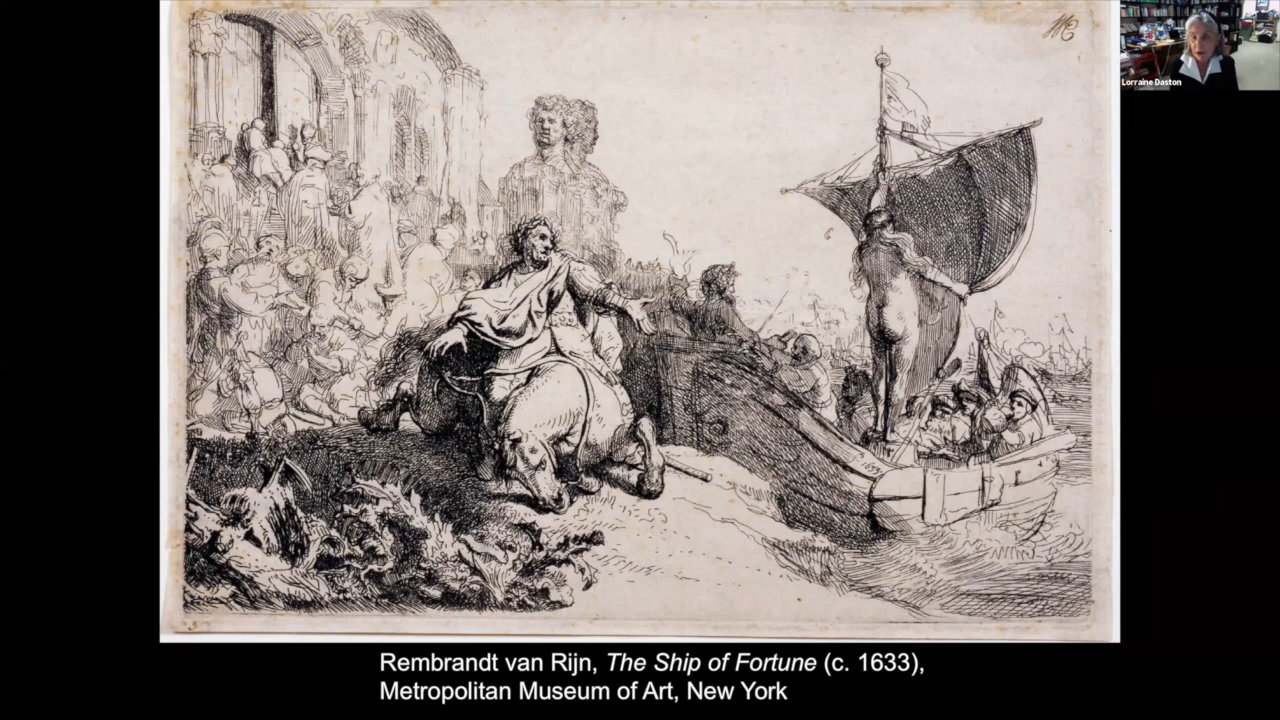 Lorraine Daston
Rembrandt van Rijn, The Ship of Fortune (c. 1633),
Metropolitan Museum of Art, New York